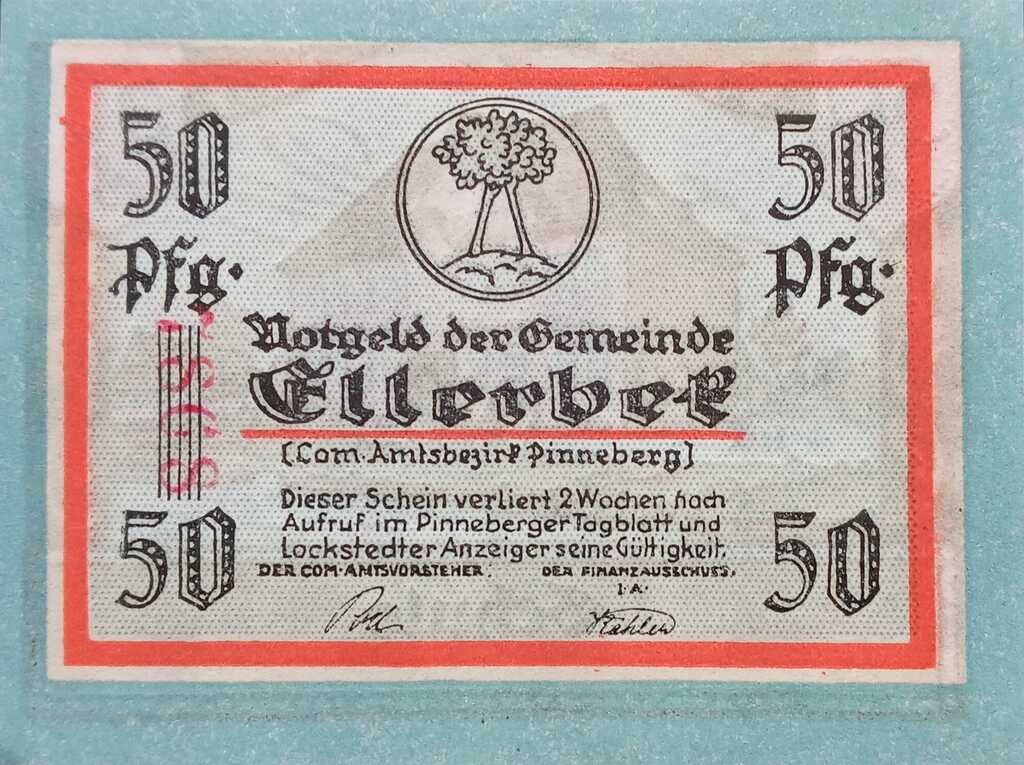 50
50
Pfg.
Pfg.
Notgeld der Gemeinde
Ellerbek
(Com. Amtsbezirk Pinneberg)
Dieser Schein verliert 2 Wochen nach
Aufruf im Pinneberger Tagblatt und
Lockstedter Anzeiger seine Gültigkeit.
DER COM-AMTSVORSTEHER.
DER FINANZAUSSCHUSS.
I.A.
50
50